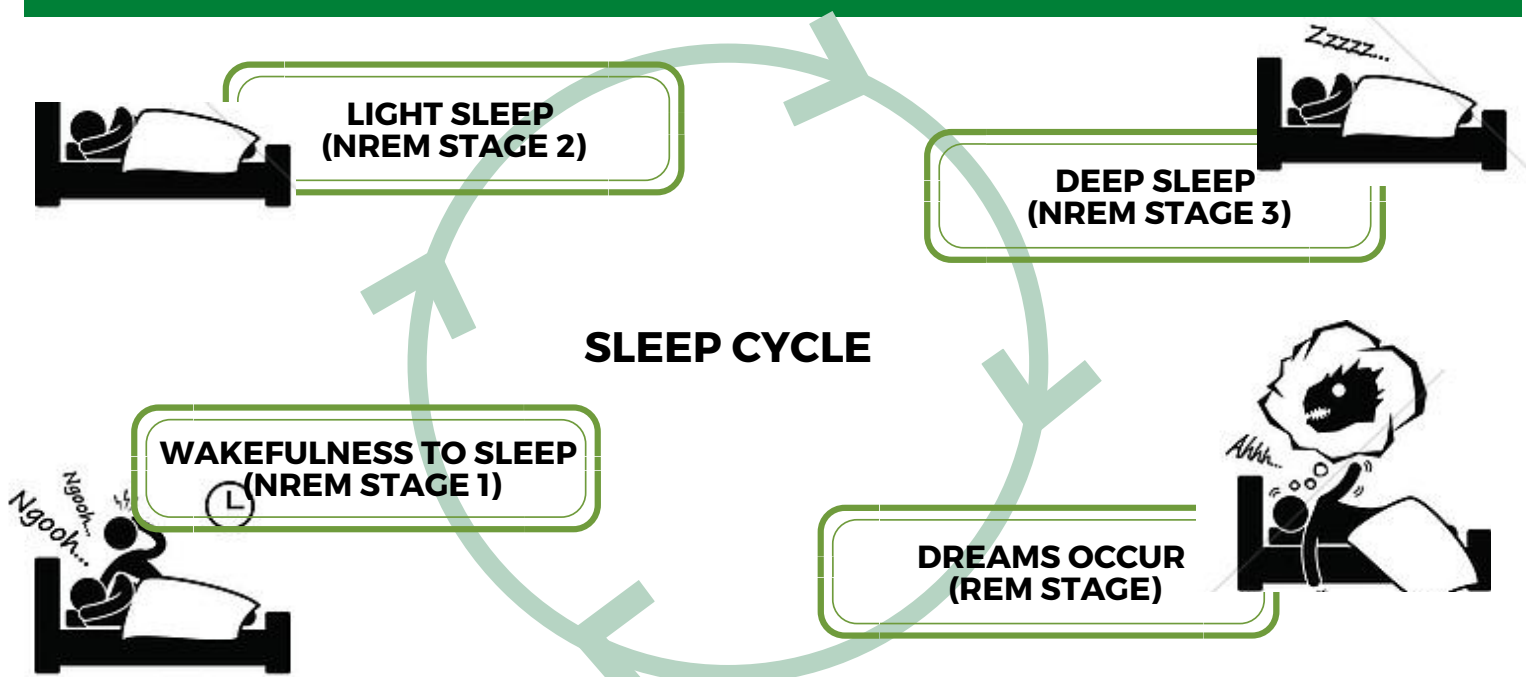 Zzzzz...
LIGHT SLEEP
(NREM STAGE 2)
DEEP SLEEP
(NREM STAGE 3)
SLEEP CYCLE
WAKEFULNESS TO SLEEP
(NREM STAGE 1)
Ngooh...
Ngooh...
Ahhh...
DREAMS OCCUR
(REM STAGE)